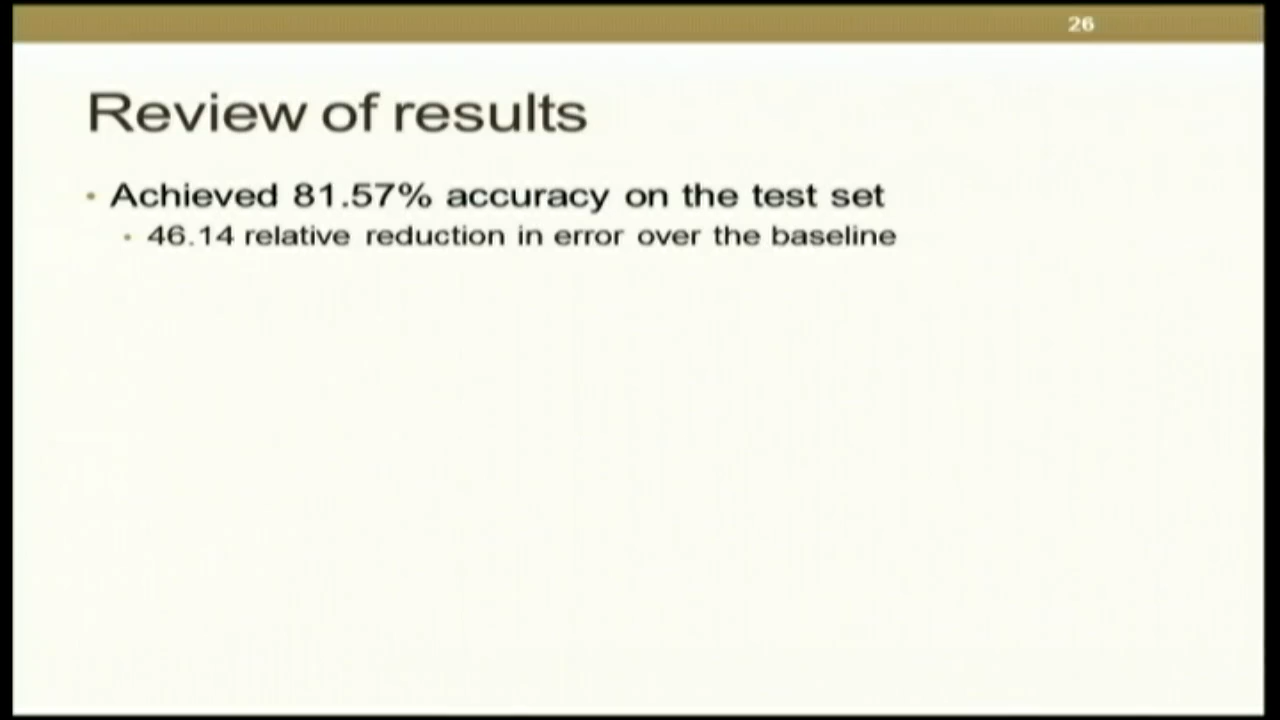 26
Review of results
• Achieved 81.57% accuracy on the test set
• 46.14 relative reduction in error over the baseline